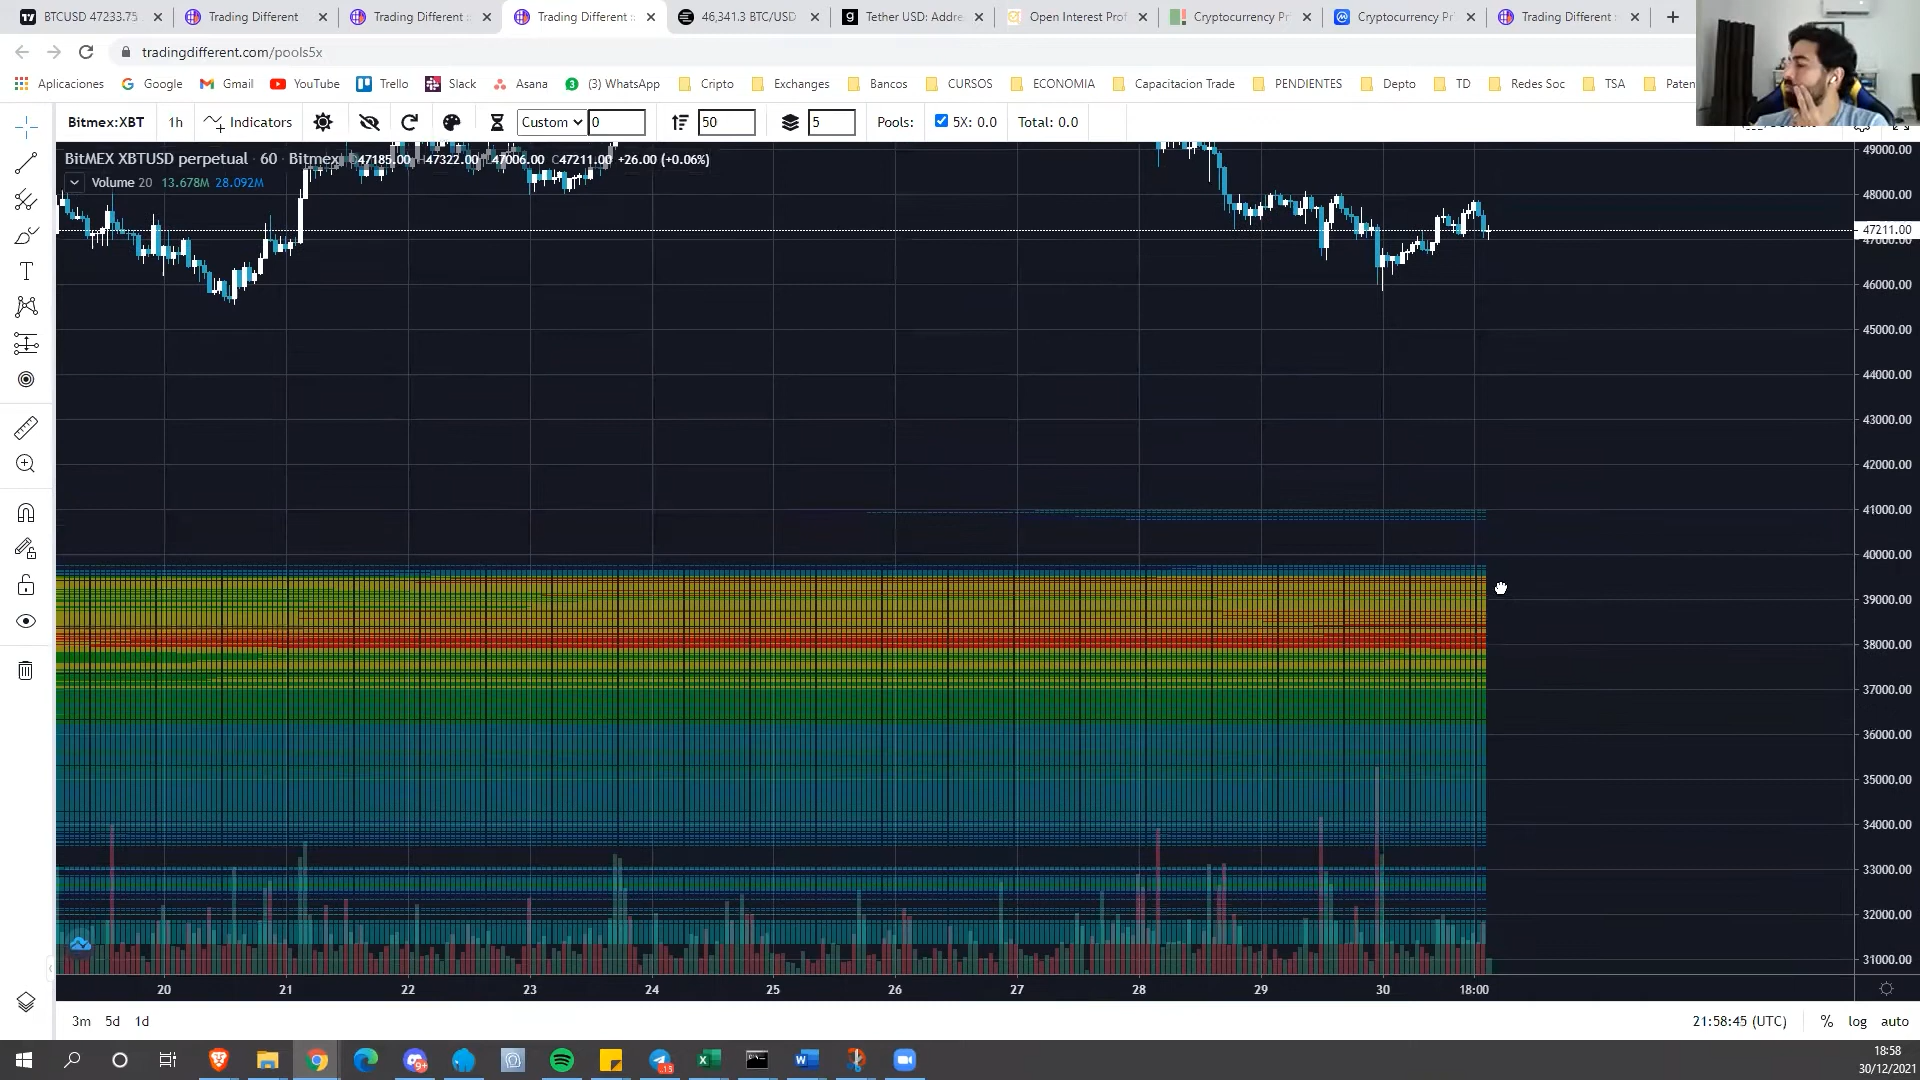 BTCUSD 47233.75
Trading Different
Trading Different :
Trading Different ::
46,341.3 BTC/USD
Tether USD: Addre
Open Interest Prof
Cryptocurrency Pr
Cryptocurrency Pr
Trading Different :
tradingdifferent.com/pools5x
Aplicaciones
Google
Gmail
YouTube
Trello
Slack
Asana
(3) WhatsApp
Cripto
Exchanges
Bancos
CURSOS
ECONOMIA
Capacitacion Trade
PENDIENTES
Depto
TD
Redes Soc
TSA
Paten
Bitmex:XBT
1h
Indicators
Custom
0
50
5
Pools:
5X: 0.0
Total: 0.0
BitMEX XBTUSD perpetual · 60 · Bitmex 47185.00 47322.00 47006.00 C47211.00 +26.00 (+0.06%)
Volume 20 13.678M 28.092M
49000.00
48000.00
47211.00
47000.00
46000.00
45000.00
44000.00
43000.00
42000.00
41000.00
40000.00
39000.00
38000.00
37000.00
36000.00
35000.00
34000.00
33000.00
32000.00
31000.00
20 21 22 23 24 25 26 27 28 29 30 18:00
3m 5d 1d
21:58:45 (UTC) % log auto
9+
15
18:58
30/12/2021